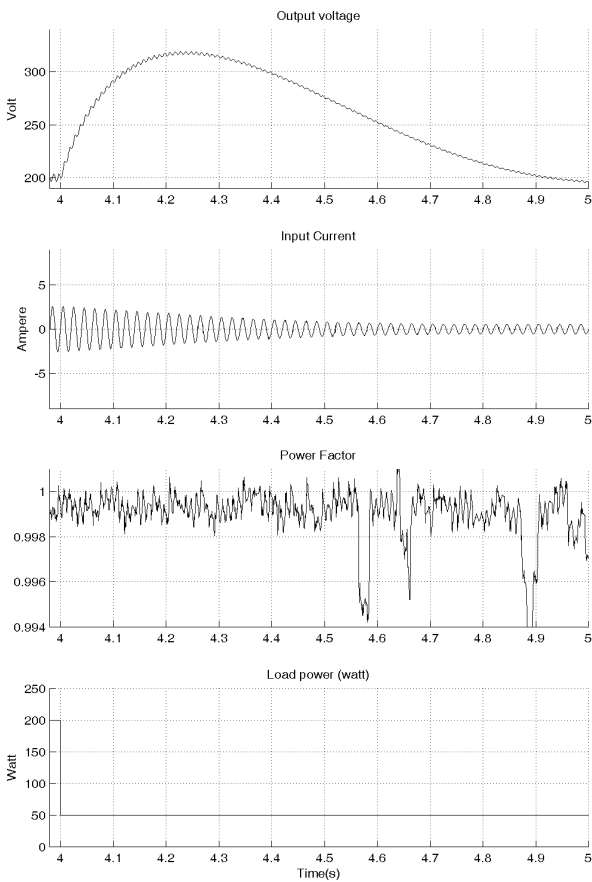 Output voltage
300
250
200
Volt
4 4.1 4.2 4.3 4.4 4.5 4.6 4.7 4.8 4.9 5
Input Current
5
0
-5
Ampere
4 4.1 4.2 4.3 4.4 4.5 4.6 4.7 4.8 4.9 5
Power Factor
1
0.998
0.996
0.994
4 4.1 4.2 4.3 4.4 4.5 4.6 4.7 4.8 4.9 5
Load power (watt)
250
200
150
100
50
0
Watt
4 4.1 4.2 4.3 4.4 4.5 4.6 4.7 4.8 4.9 5
Time(s)